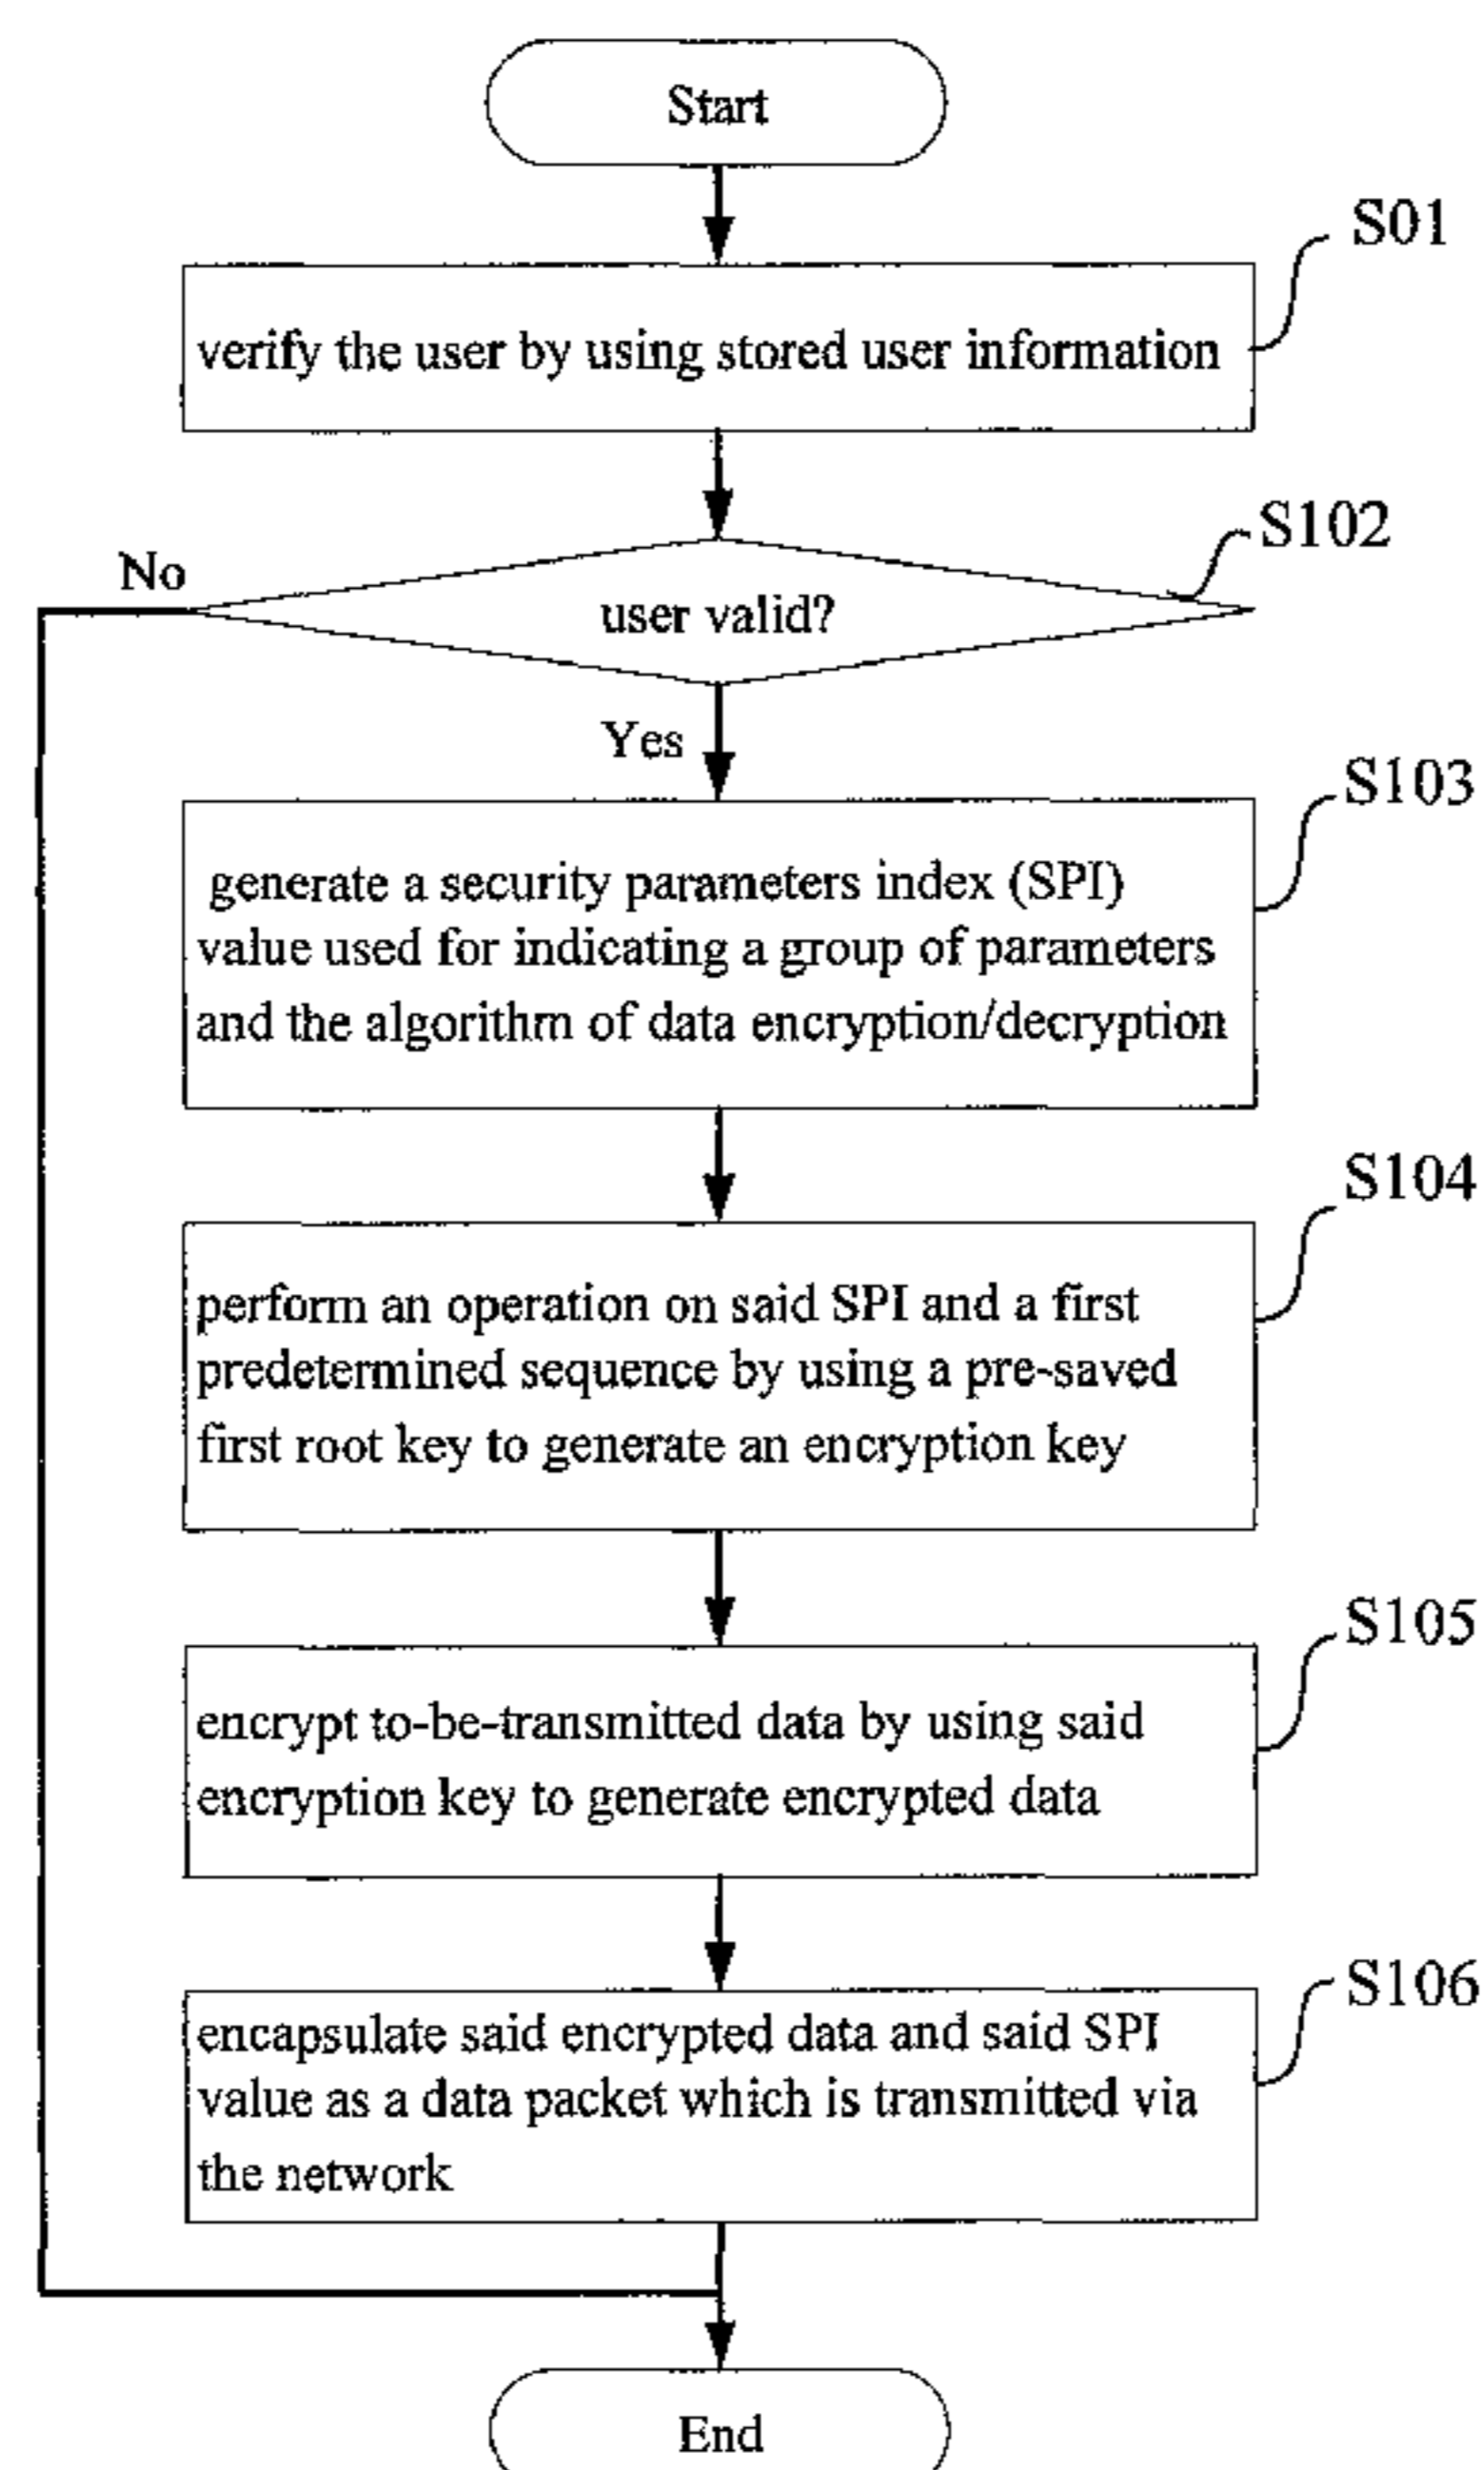 Start
S01
verify the user by using stored user information
S102
No
user valid?
Yes
S103
generate a security parameters index (SPI)
value used for indicating a group of parameters
and the algorithm of data encryption/decryption
S104
perform an operation on said SPI and a first
predetermined sequence by using a pre-saved
first root key to generate an encryption key
S105
encrypt to-be-transmitted data by using said
encryption key to generate encrypted data
S106
encapsulate said encrypted data and said SPI
value as a data packet which is transmitted via
the network
End